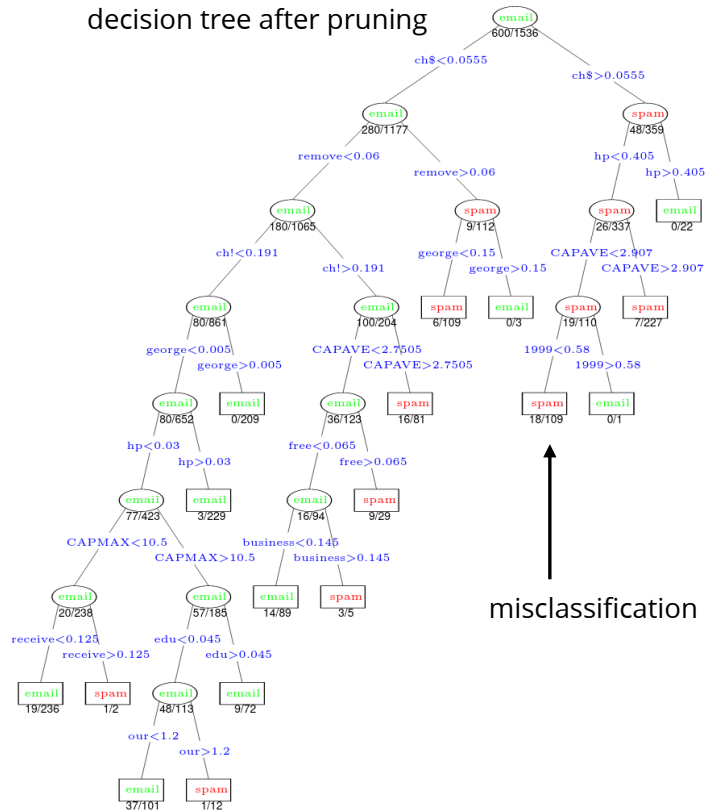 decision tree after pruning
email
600/1536
ch$<0.0555
ch$>0.0555
email
280/1177
spam
48/359
remove<0.06
remove>0.06
hp<0.405
hp>0.405
email
180/1065
spam
9/112
spam
26/337
email
0/22
ch!<0.191
ch!>0.191
george<0.15
george>0.15
CAPAVE<2.907
CAPAVE>2.907
email
80/861
email
100/204
spam
6/109
email
0/3
spam
19/110
spam
7/227
george<0.005
george>0.005
CAPAVE<2.7505
CAPAVE>2.7505
1999<0.58
1999>0.58
email
80/652
email
0/209
email
36/123
spam
16/81
spam
18/109
email
0/1
hp<0.03
hp>0.03
free<0.065
free>0.065
email
77/423
email
3/229
email
16/94
spam
9/29
CAPMAX<10.5
CAPMAX>10.5
business<0.145
business>0.145
email
20/238
email
57/185
email
14/89
spam
3/5
misclassification
receive<0.125
receive>0.125
edu<0.045
edu>0.045
email
19/236
spam
1/2
email
48/113
email
9/72
our<1.2
our>1.2
email
37/101
spam
1/12